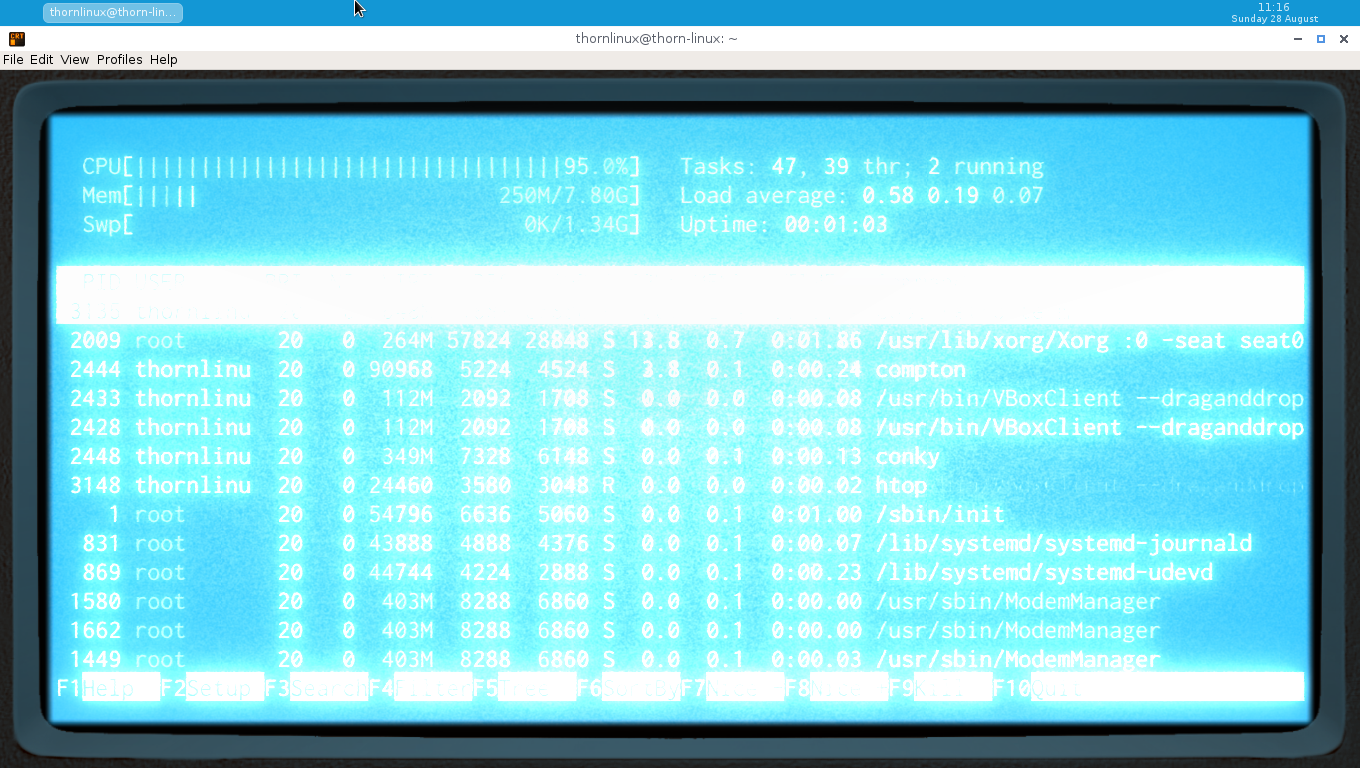 thornlinux@thorn-lin...
11:16
Sunday 28 August
CRT
thornlinux@thorn-linux: ~
File Edit View Profiles Help
CPU[|||||||||||||||||||||||||||||||||95.0%] Tasks: 47, 39 thr; 2 running
Mem[||||| 250M/7.80G] Load average: 0.58 0.19 0.07
Swp[ 0K/1.34G] Uptime: 00:01:03
PID USER
3135 thornlinu
2009 root 20 0 264M 57824 28848 S 13.8 0.7 0:01.86 /usr/lib/xorg/Xorg :0 -seat seat0
2444 thornlinu 20 0 90968 5224 4524 S 3.8 0.1 0:00.24 compton
2433 thornlinu 20 0 112M 2092 1708 S 0.0 0.0 0:00.08 /usr/bin/VBoxClient --draganddrop
2428 thornlinu 20 0 112M 2092 1708 S 0.0 0.0 0:00.08 /usr/bin/VBoxClient --draganddrop
2448 thornlinu 20 0 349M 7328 6148 S 0.0 0.1 0:00.13 conky
3148 thornlinu 20 0 24460 3580 3048 R 0.0 0.0 0:00.02 htop
1 root 20 0 54796 6636 5060 S 0.0 0.1 0:01.00 /sbin/init
831 root 20 0 43888 4888 4376 S 0.0 0.1 0:00.07 /lib/systemd/systemd-journald
869 root 20 0 44744 4224 2888 S 0.0 0.1 0:00.23 /lib/systemd/systemd-udevd
1580 root 20 0 403M 8288 6860 S 0.0 0.1 0:00.00 /usr/sbin/ModemManager
1662 root 20 0 403M 8288 6860 S 0.0 0.1 0:00.00 /usr/sbin/ModemManager
1449 root 20 0 403M 8288 6860 S 0.0 0.1 0:00.03 /usr/sbin/ModemManager
F1Help F2Setup F3SearchF4FilterF5Tree F6SortByF7Nice F8Nice F9Kill F10Quit